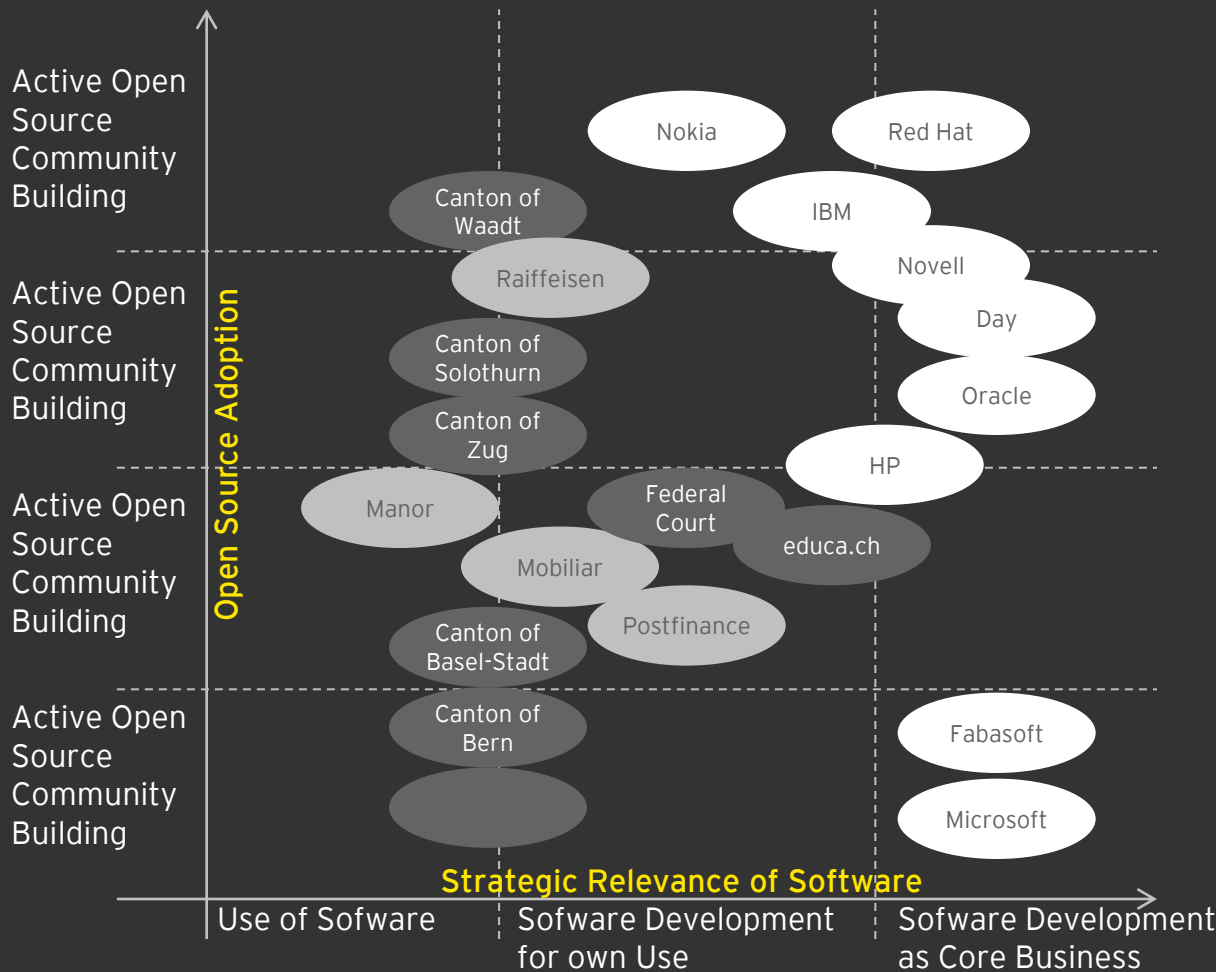 Active Open
Source
Community
Building
Active Open
Source
Community
Building
Active Open
Source
Community
Building
Active Open
Source
Community
Building
Open Source Adoption
Nokia
Red Hat
Canton of
Waadt
IBM
Raiffeisen
Novell
Day
Canton of
Solothurn
Oracle
Canton of
Zug
HP
Manor
Federal
Court
educa.ch
Mobiliar
Postfinance
Canton of
Basel-Stadt
Canton of
Bern
Fabasoft
Microsoft
Strategic Relevance of Software
Use of Sofware
Sofware Development
for own Use
Sofware Development
as Core Business